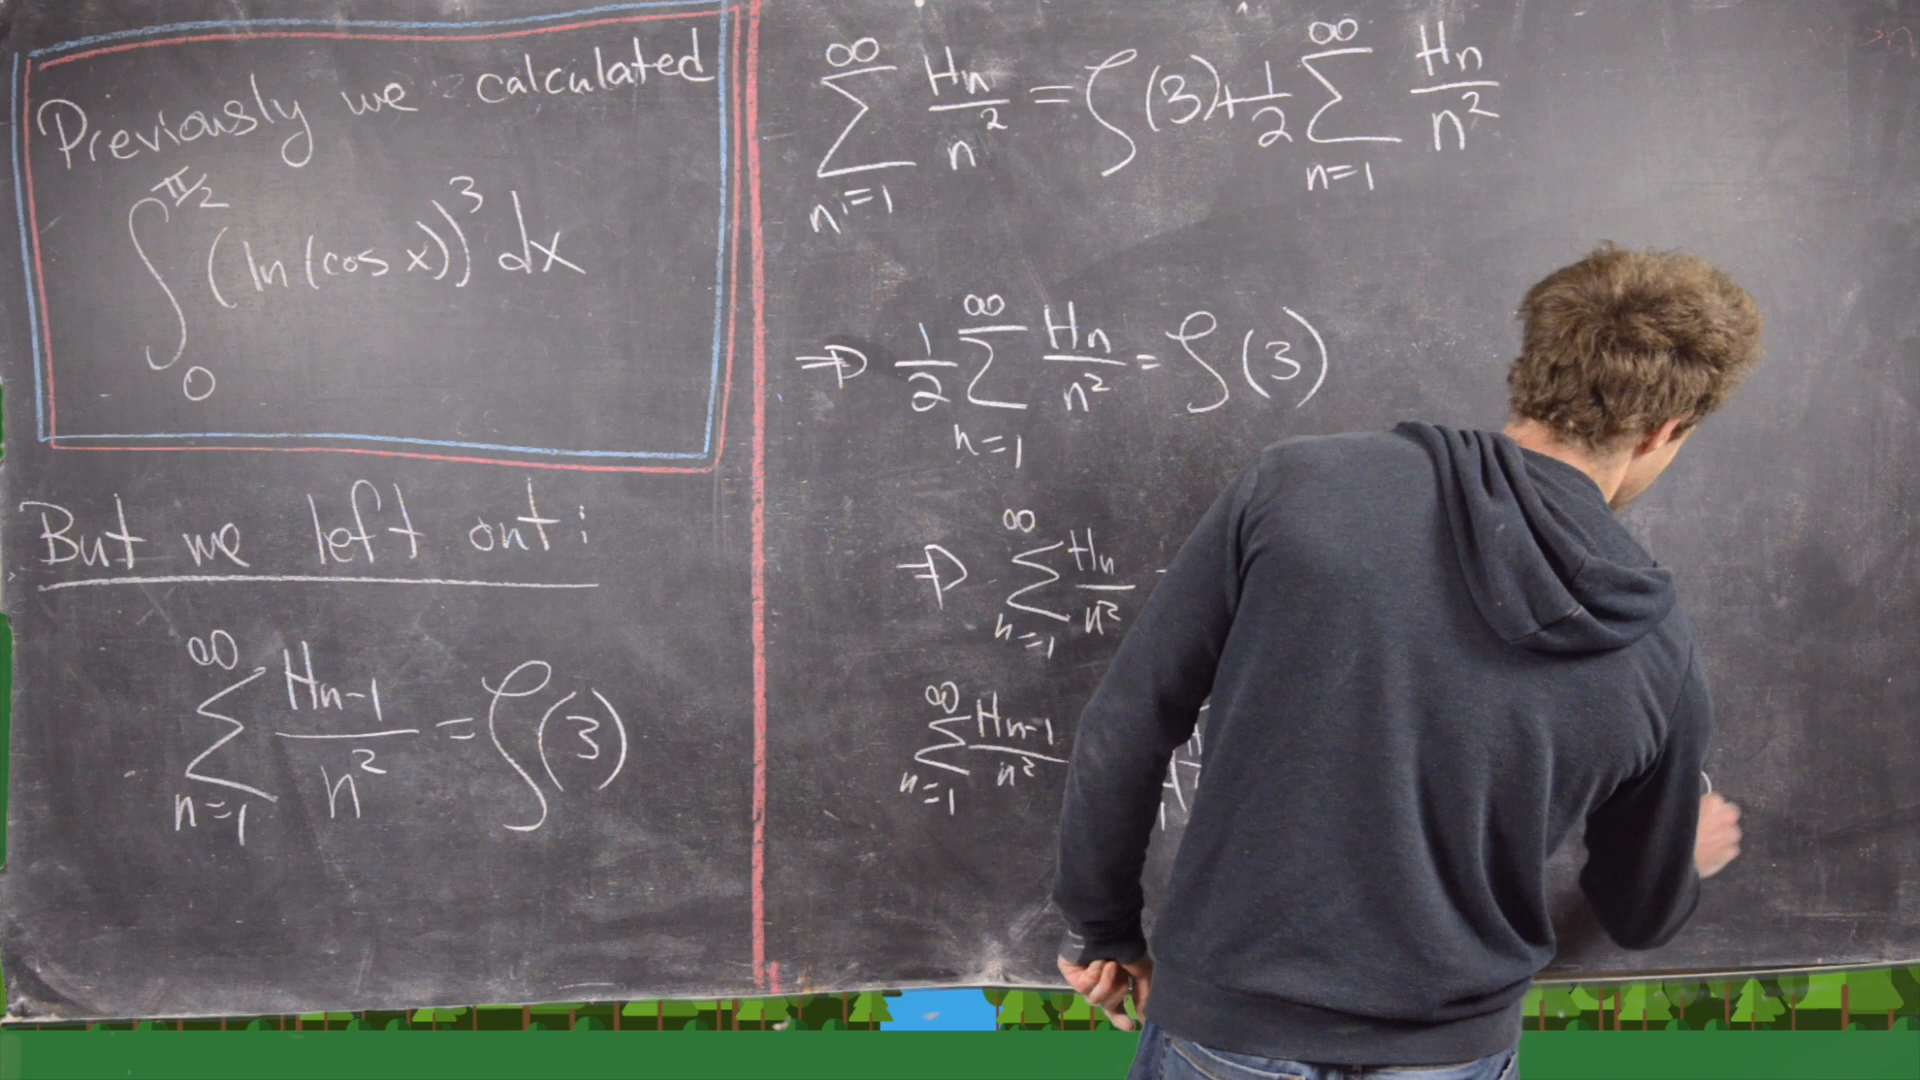 Previously we calculated
∫_0^{π/2} (ln(cos x))^3 dx
But we left out:
∑_{n=1}^∞ H_{n-1}/n^2 = ζ(3)
∑_{n=1}^∞ H_n/n^2 = ζ(3) + 1/2 ∑_{n=1}^∞ H_n/n^2
⇒ 1/2 ∑_{n=1}^∞ H_n/n^2 = ζ(3)
⇒ ∑_{n=1}^∞ H_n/n^2
∑_{n=1}^∞ H_{n-1}/n^2